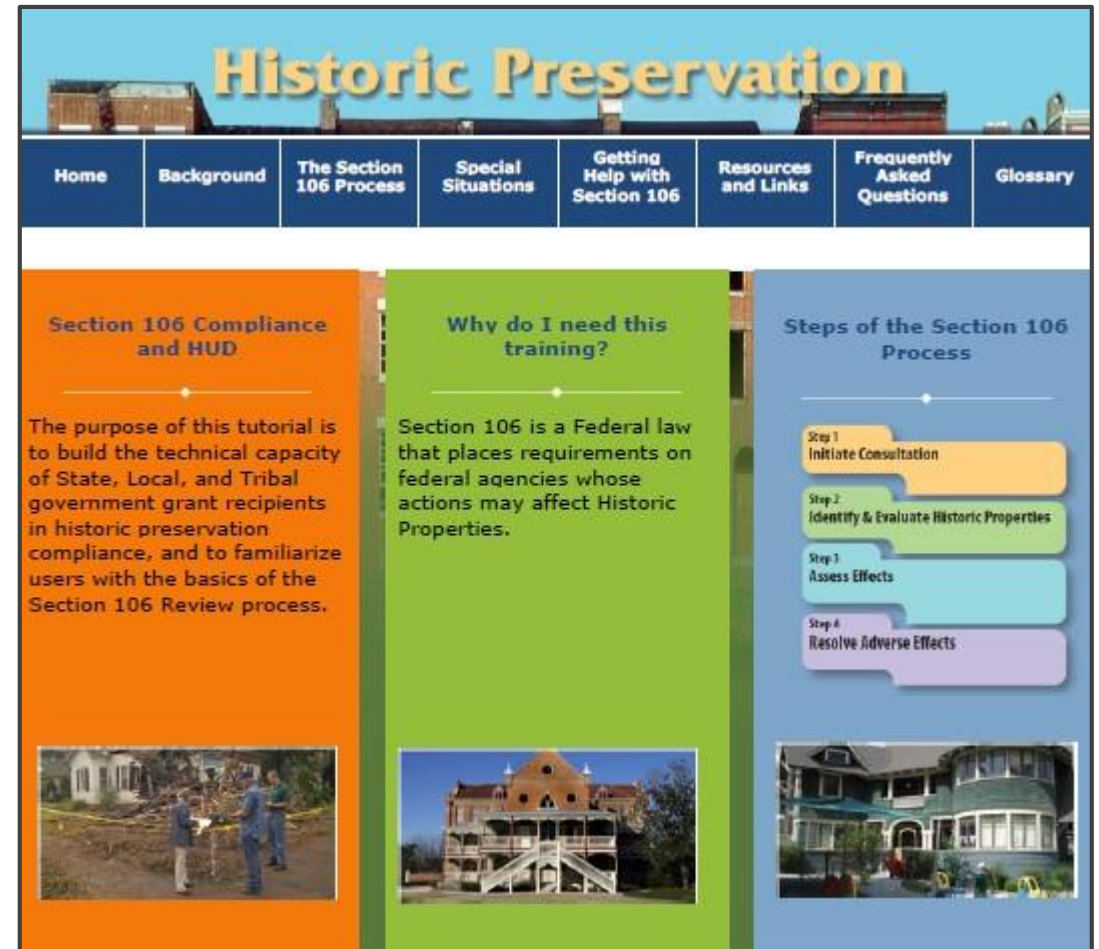 Historic Preservation
Home
Background
The Section
106 Process
Special
Situations
Getting
Help with
Section 106
Resources
and Links
Frequently
Asked
Questions
Glossary
Section 106 Compliance
and HUD
The purpose of this tutorial is
to build the technical capacity
of State, Local, and Tribal
government grant recipients
in historic preservation
compliance, and to familiarize
users with the basics of the
Section 106 Review process.
Why do I need this
training?
Section 106 is a Federal law
that places requirements on
federal agencies whose
actions may affect Historic
Properties.
Steps of the Section 106
Process
Step 1
Initiate Consultation
Step 2
Identify & Evaluate Historic Properties
Step 3
Assess Effects
Step 4
Resolve Adverse Effects